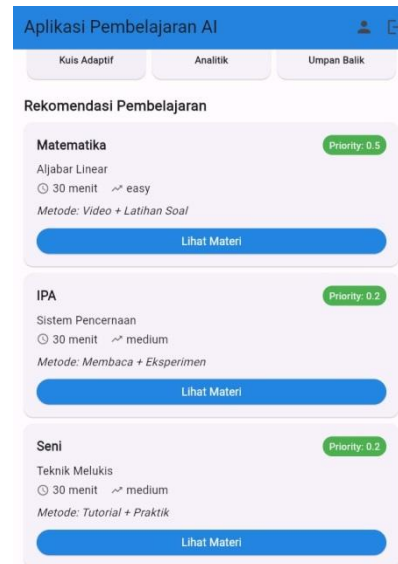 Aplikasi Pembelajaran AI
Kuis Adaptif
Analitik
Umpan Balik
Rekomendasi Pembelajaran
Matematika
Priority: 0.5
Aljabar Linear
30 menit easy
Metode: Video + Latihan Soal
Lihat Materi
IPA
Priority: 0.2
Sistem Pencernaan
30 menit medium
Metode: Membaca + Eksperimen
Lihat Materi
Seni
Priority: 0.2
Teknik Melukis
30 menit medium
Metode: Tutorial + Praktik
Lihat Materi